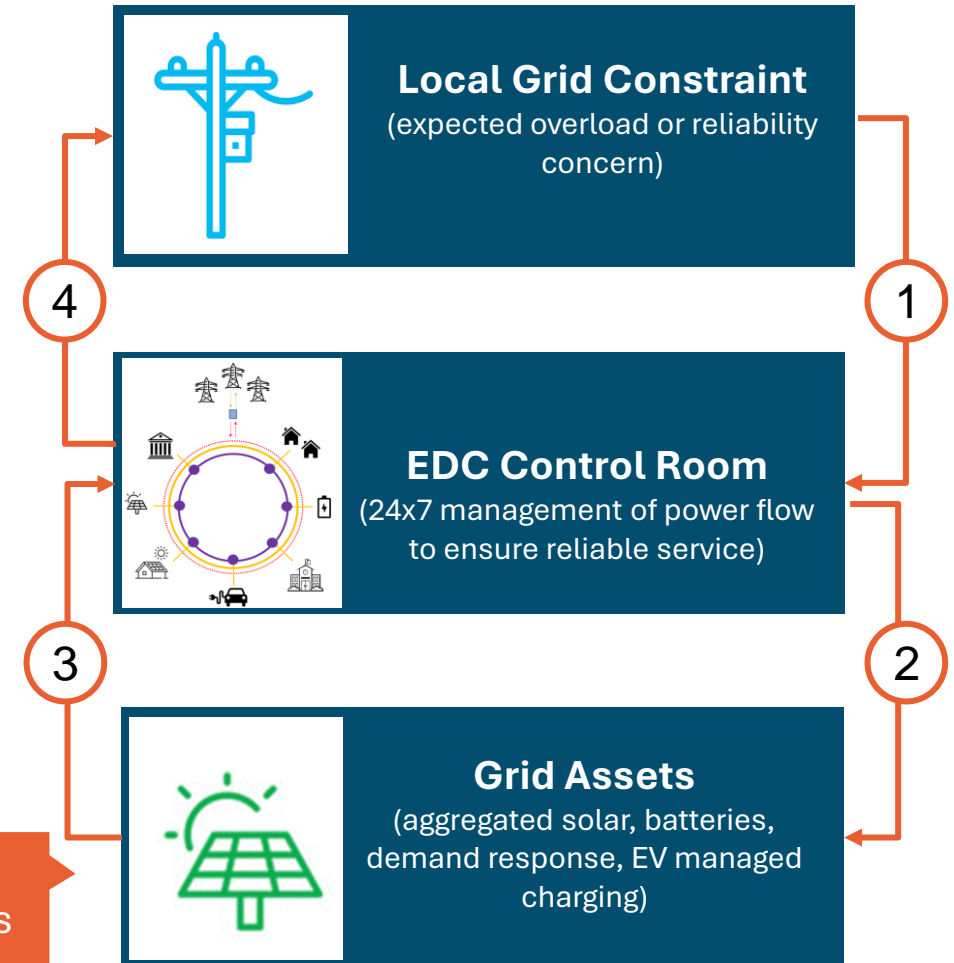 Local Grid Constraint
(expected overload or reliability
concern)
4
1
EDC Control Room
(24x7 management of power flow
to ensure reliable service)
3
2
Grid Assets
(aggregated solar, batteries,
demand response, EV managed
charging)